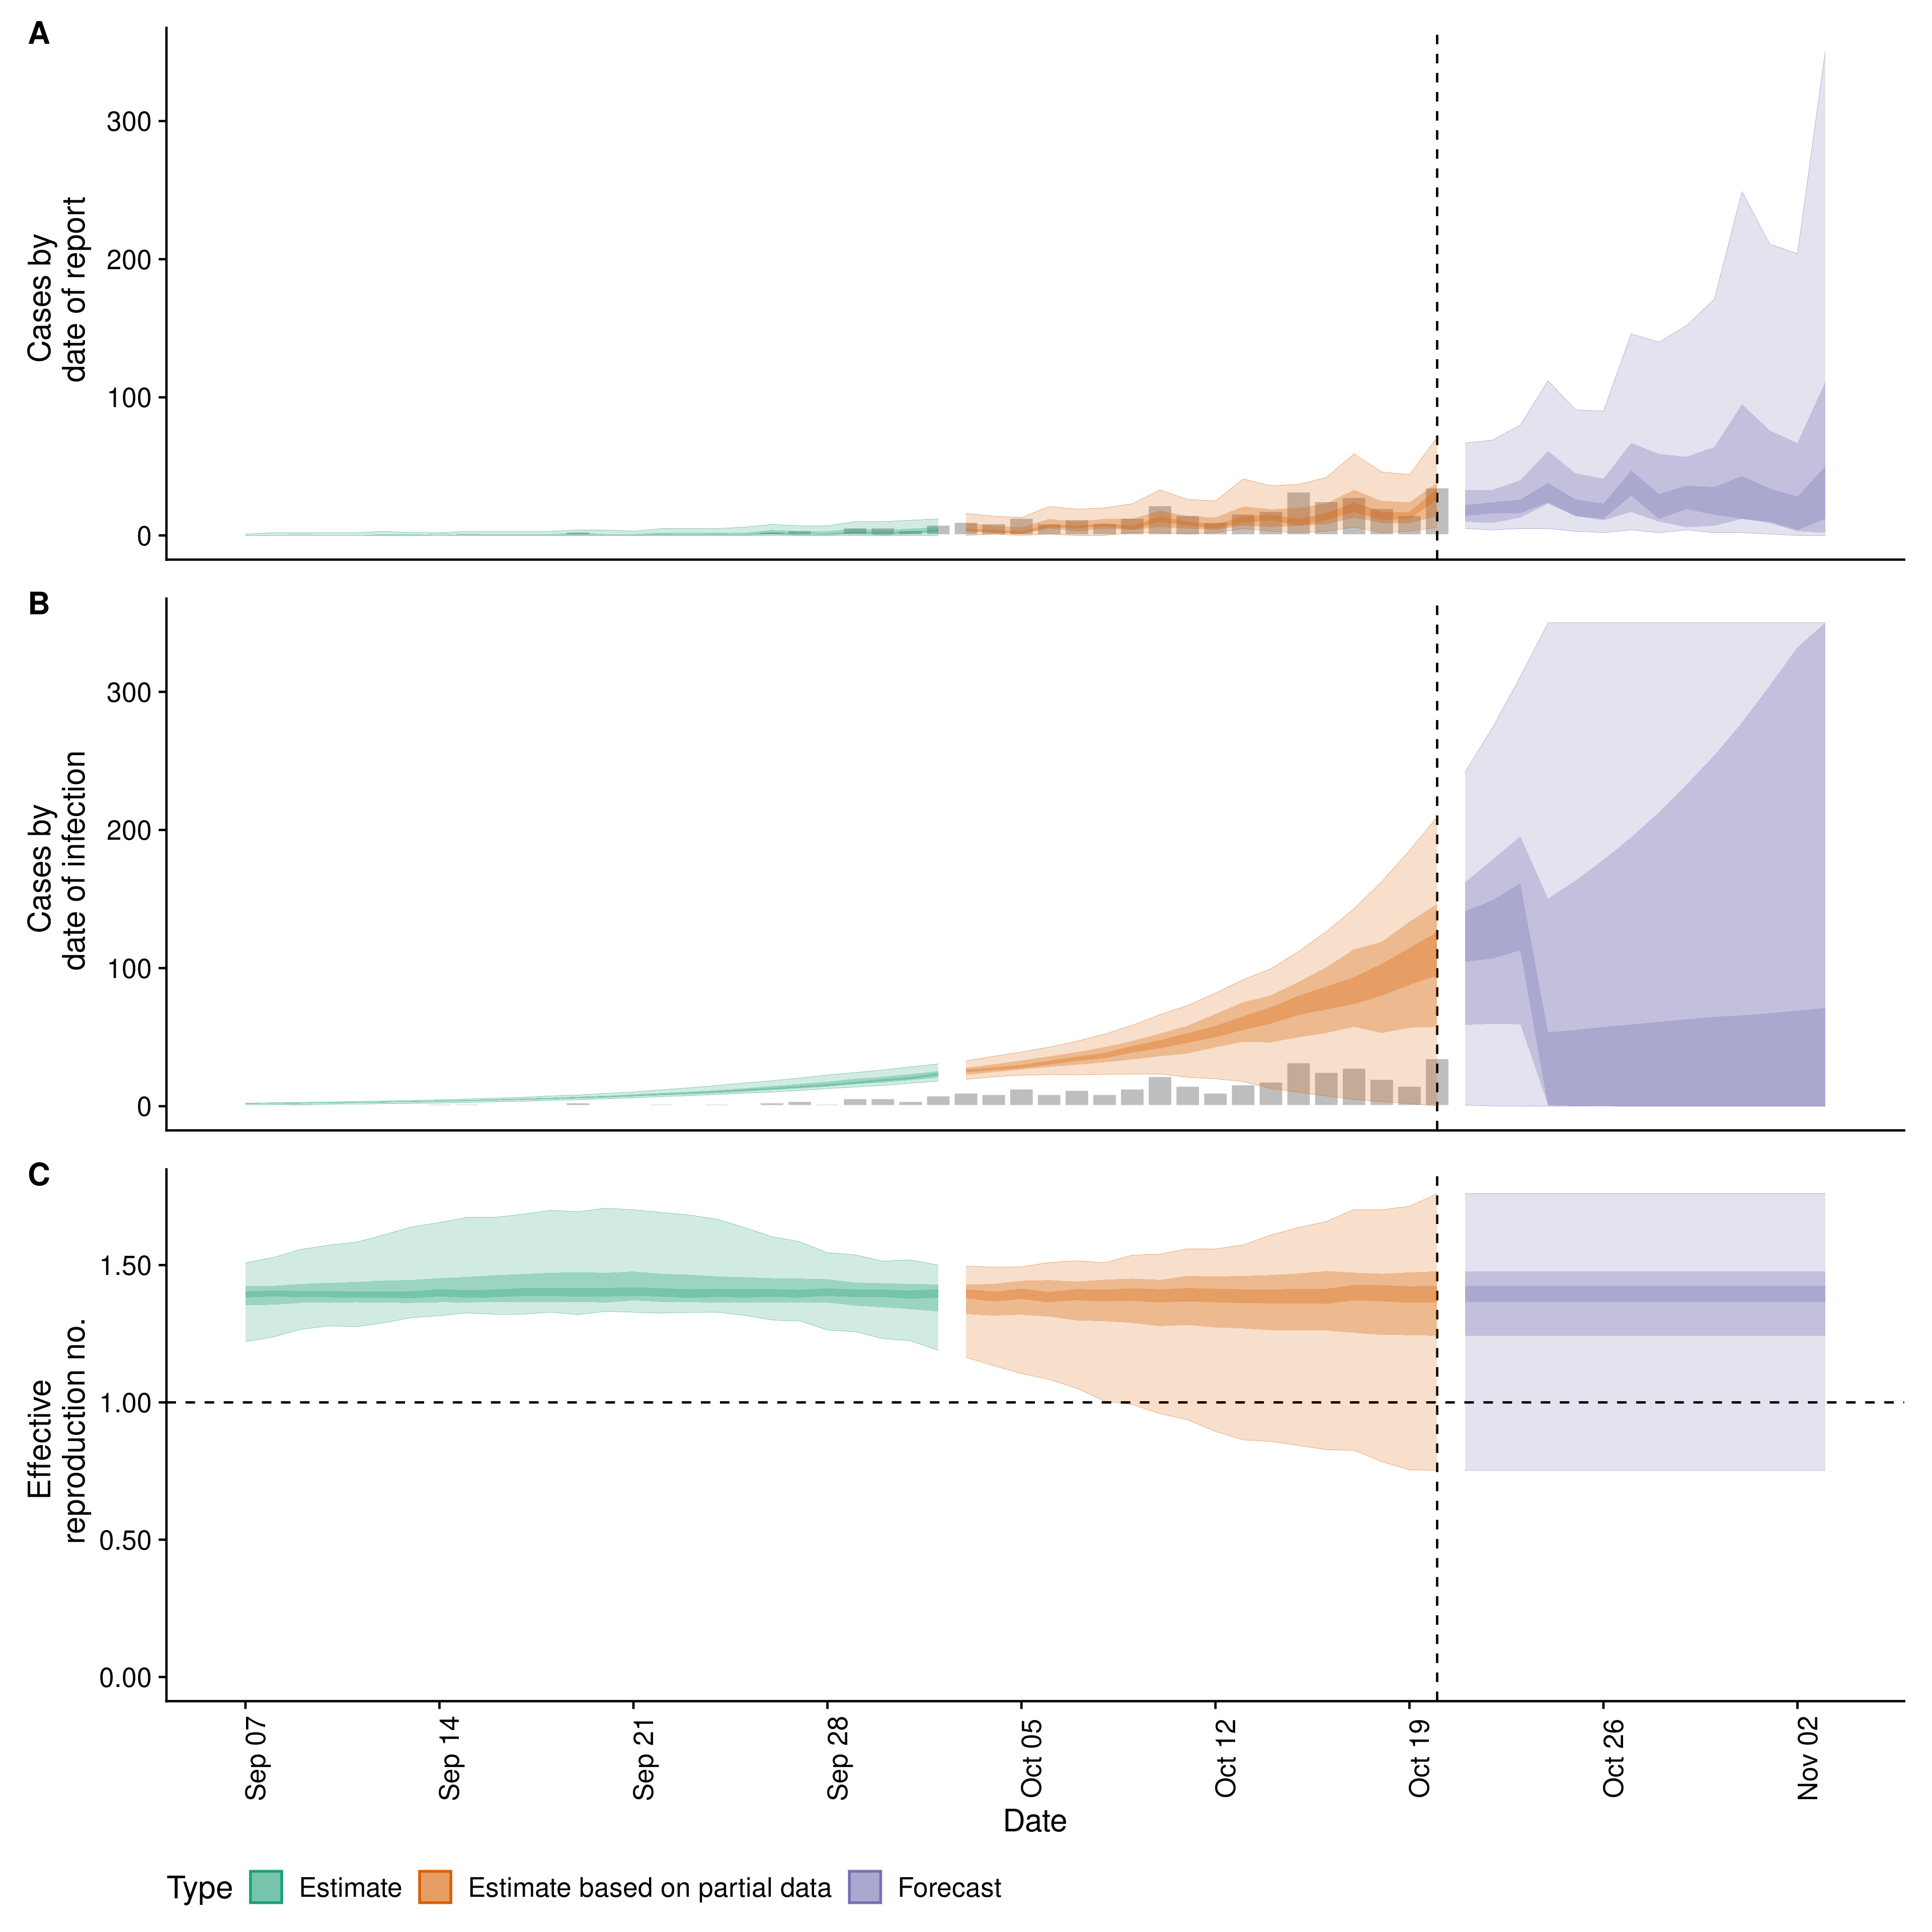 A
Cases by
date of report
300
200
100
0
B
Cases by
date of infection
300
200
100
0
C
Effective
reproduction no.
1.50
1.00
0.50
0.00
Sep 07
Sep 14
Sep 21
Sep 28
Oct 05
Oct 12
Oct 19
Oct 26
Nov 02
Date
Type Estimate Estimate based on partial data Forecast